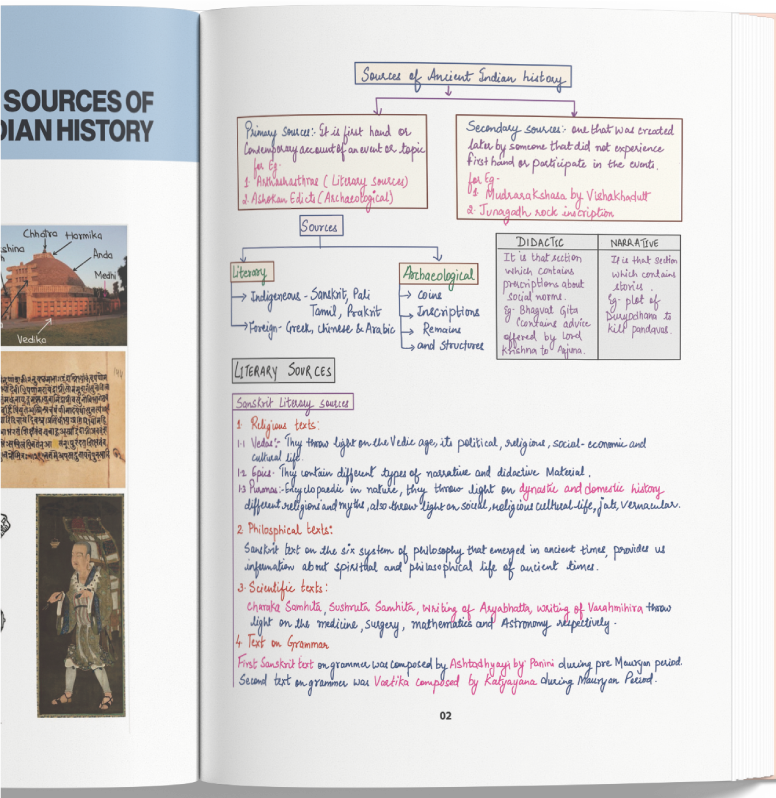 SOURCES OF
DIAN HISTORY
Chhatra
Harmika
shina
Anda
Medhi
Vedika
Sources of Ancient Indian history
Primary Sources:- It is first hand or
Contemporary account of an event or topic
for Eg-
1. Arthashasthras (Literary sources)
2. Ashokan Edicts (Archaeological)
Secondary sources:- one that was created
later by someone that did not experience
first hand or participate in the events.
for Eg-
1. Mudrarakshasa by Vishakhadutt
2. Junagadh rock inscription
Sources
Literary
Indigeneous - Sanskrit, Pali
Tamil, Prakrit
Foreign- Greek, chinese & Arabic
Archaeological
coins
Inscriptions
Remains
and Structures
DIDACTIC
It is that section
which contains
prescriptions about
social norms.
Eg- Bhagvat Gita
Contains advice
offered by Lord
Krishna to Arjuna.
NARRATIVE
It is that section
which contains
stories.
Eg- plot of
Duryodhana to
kill pandavas.
LITERARY SOURCES
Sanskrit Literary sources
1. Religious texts:
1.1 Vedas:- They throw light on the Vedic age, its political, religious, social-economic and
cultural life.
1.2 Epics- They contain different types of narrative and didactive Material.
1.3 Puranas:- Encyclopaedic in nature, they throw light on dynastic and domestic history
different religions and myths, also throw light on social, religious cultural-life, fats, vernacular.
2. Philosphical texts:
Sanskrit text on the six system of philosophy that emerged in ancient times, provides us
information about spiritual and philosophical life of ancient times.
3. Scientific texts:
Charaka Samhita, Sushruta Samhita, writing of Aryabhatta, writing of Varahmihira throw
light on the medicine, surgery, mathematics and Astronomy respectively.
4. Text on Grammar
First Sanskrit text on grammer was composed by Ashtadhyayi by Panini during pre Mauryan period.
Second text on grammer was Vartika composed by Katyayana during Mauryan Period.
02